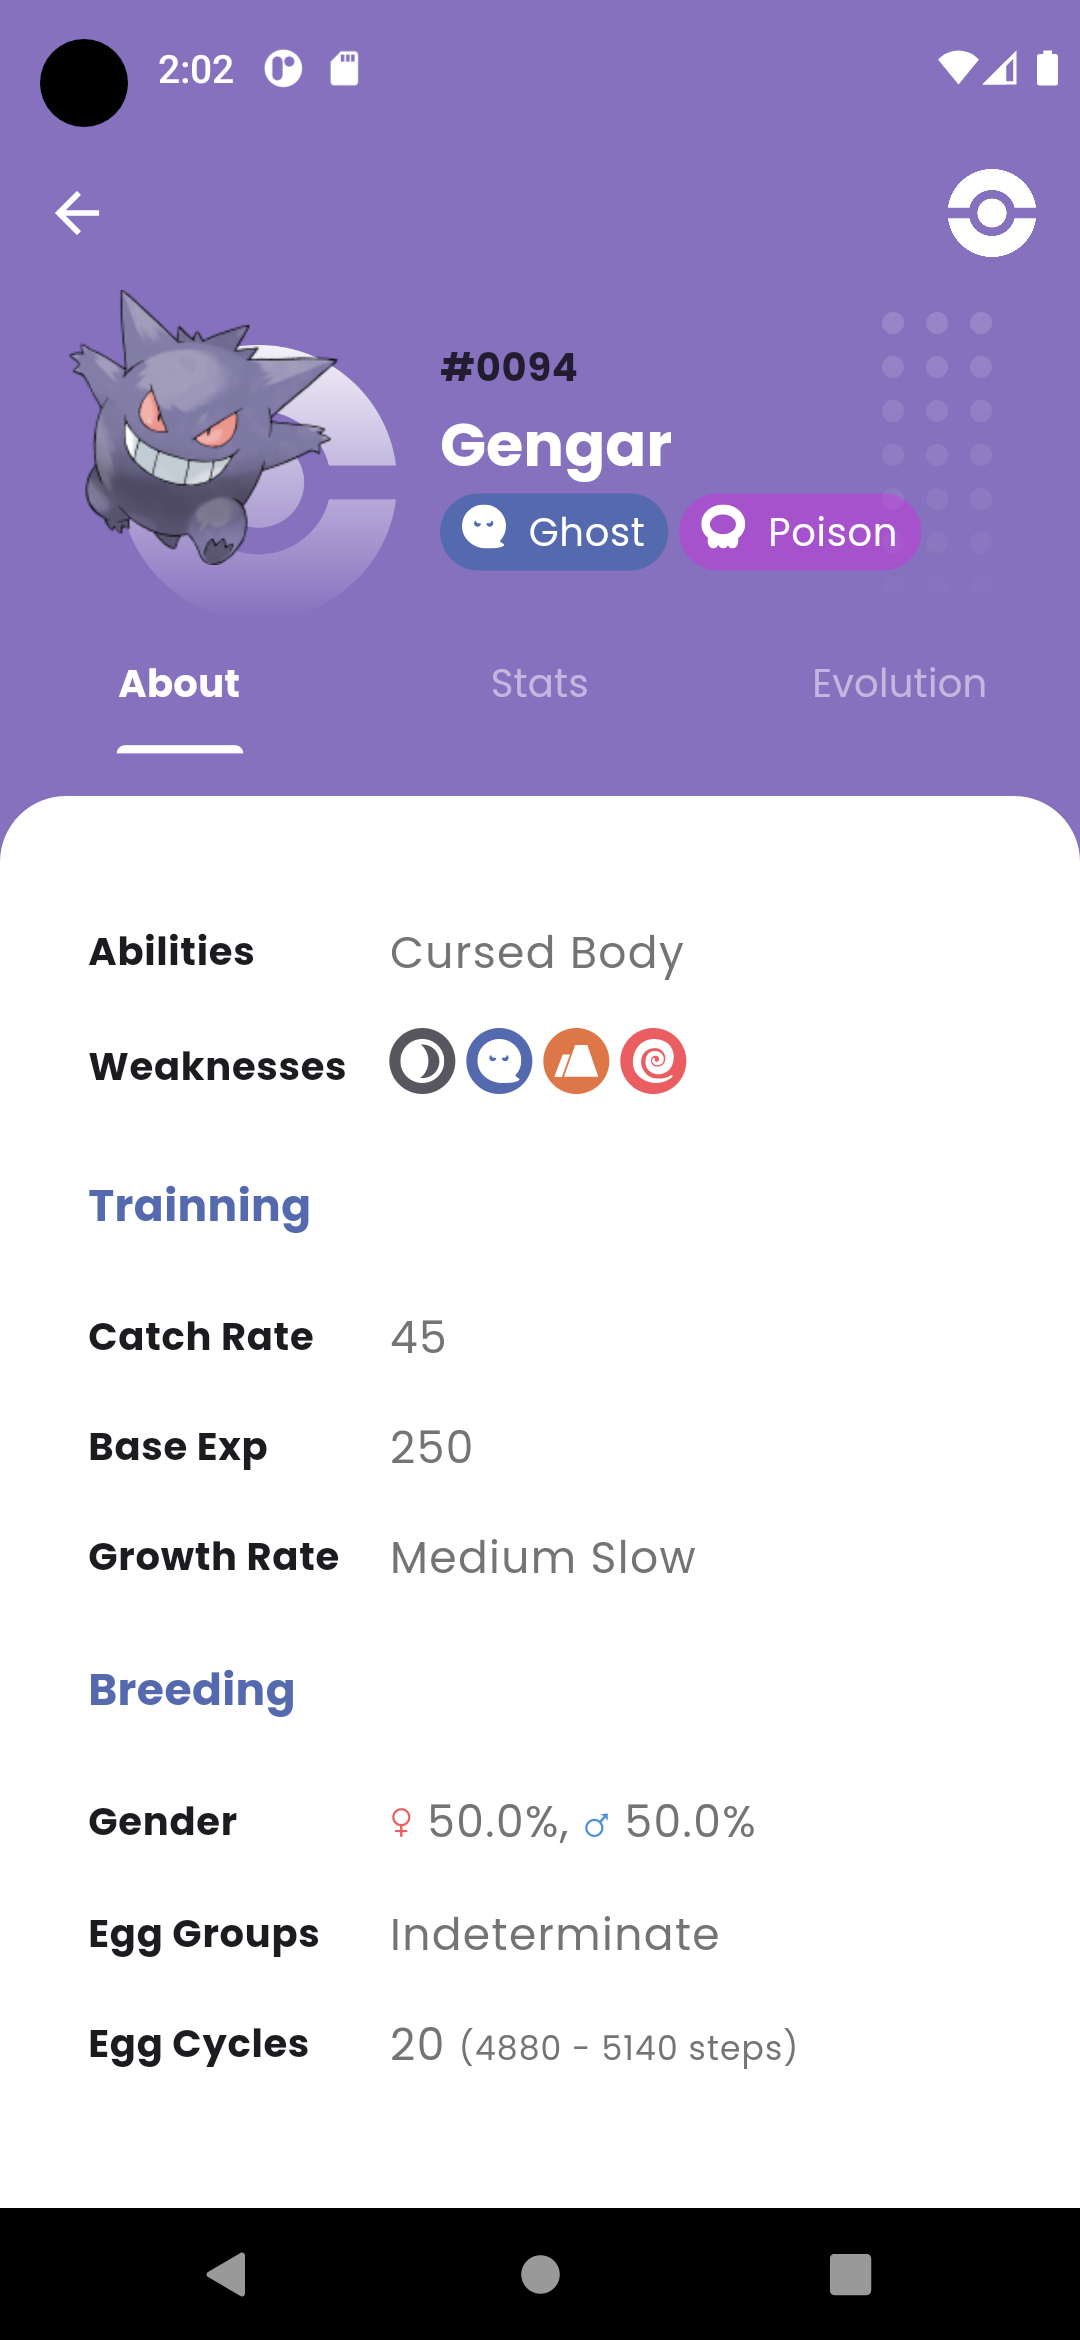 2:02
#0094
Gengar
Ghost Poison
About Stats Evolution
Abilities Cursed Body
Weaknesses
Trainning
Catch Rate 45
Base Exp 250
Growth Rate Medium Slow
Breeding
Gender ♀ 50.0%, ♂ 50.0%
Egg Groups Indeterminate
Egg Cycles 20 (4880 - 5140 steps)